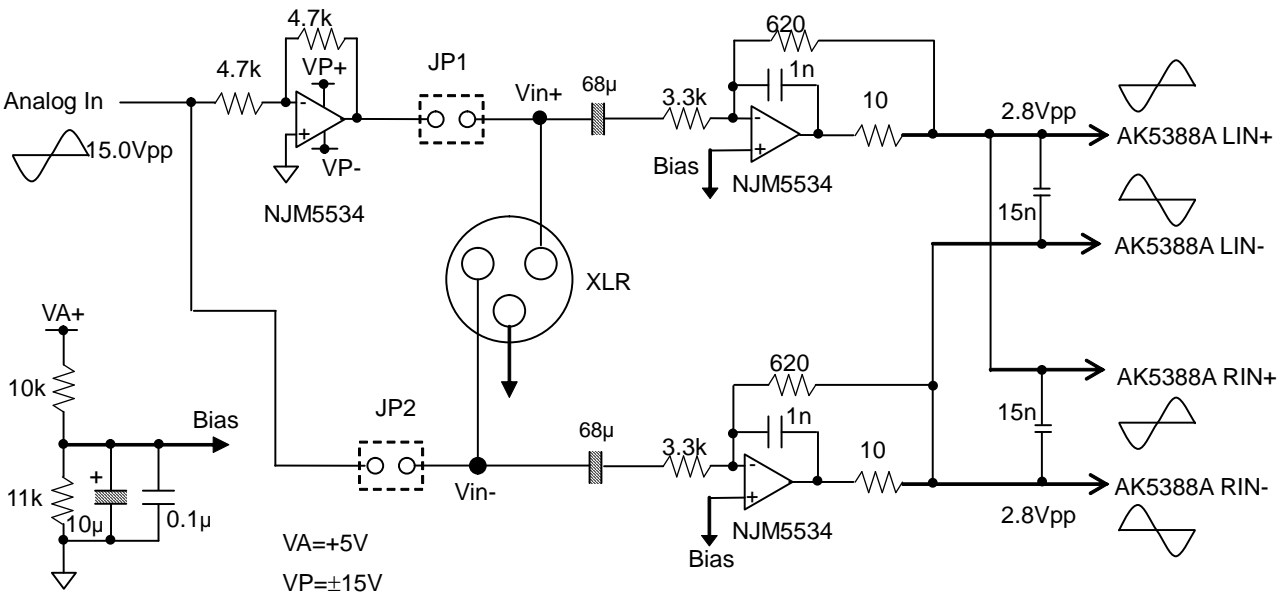 4.7k
620
4.7k
VP+
JP1
68µ
1n
Vin+
3.3k
10
2.8Vpp
Analog In
-
-
+
+
15.0Vpp
VP-
Bias
AK5388A LIN+
NJM5534
NJM5534
15n
AK5388A LIN-
XLR
VA+
10k
620
AK5388A RIN+
JP2
Bias
68µ
1n
15n
3.3k
10
+
11k
10µ
0.1µ
Vin-
-
+
AK5388A RIN-
NJM5534
2.8Vpp
VA=+5V
Bias
VP=±15V